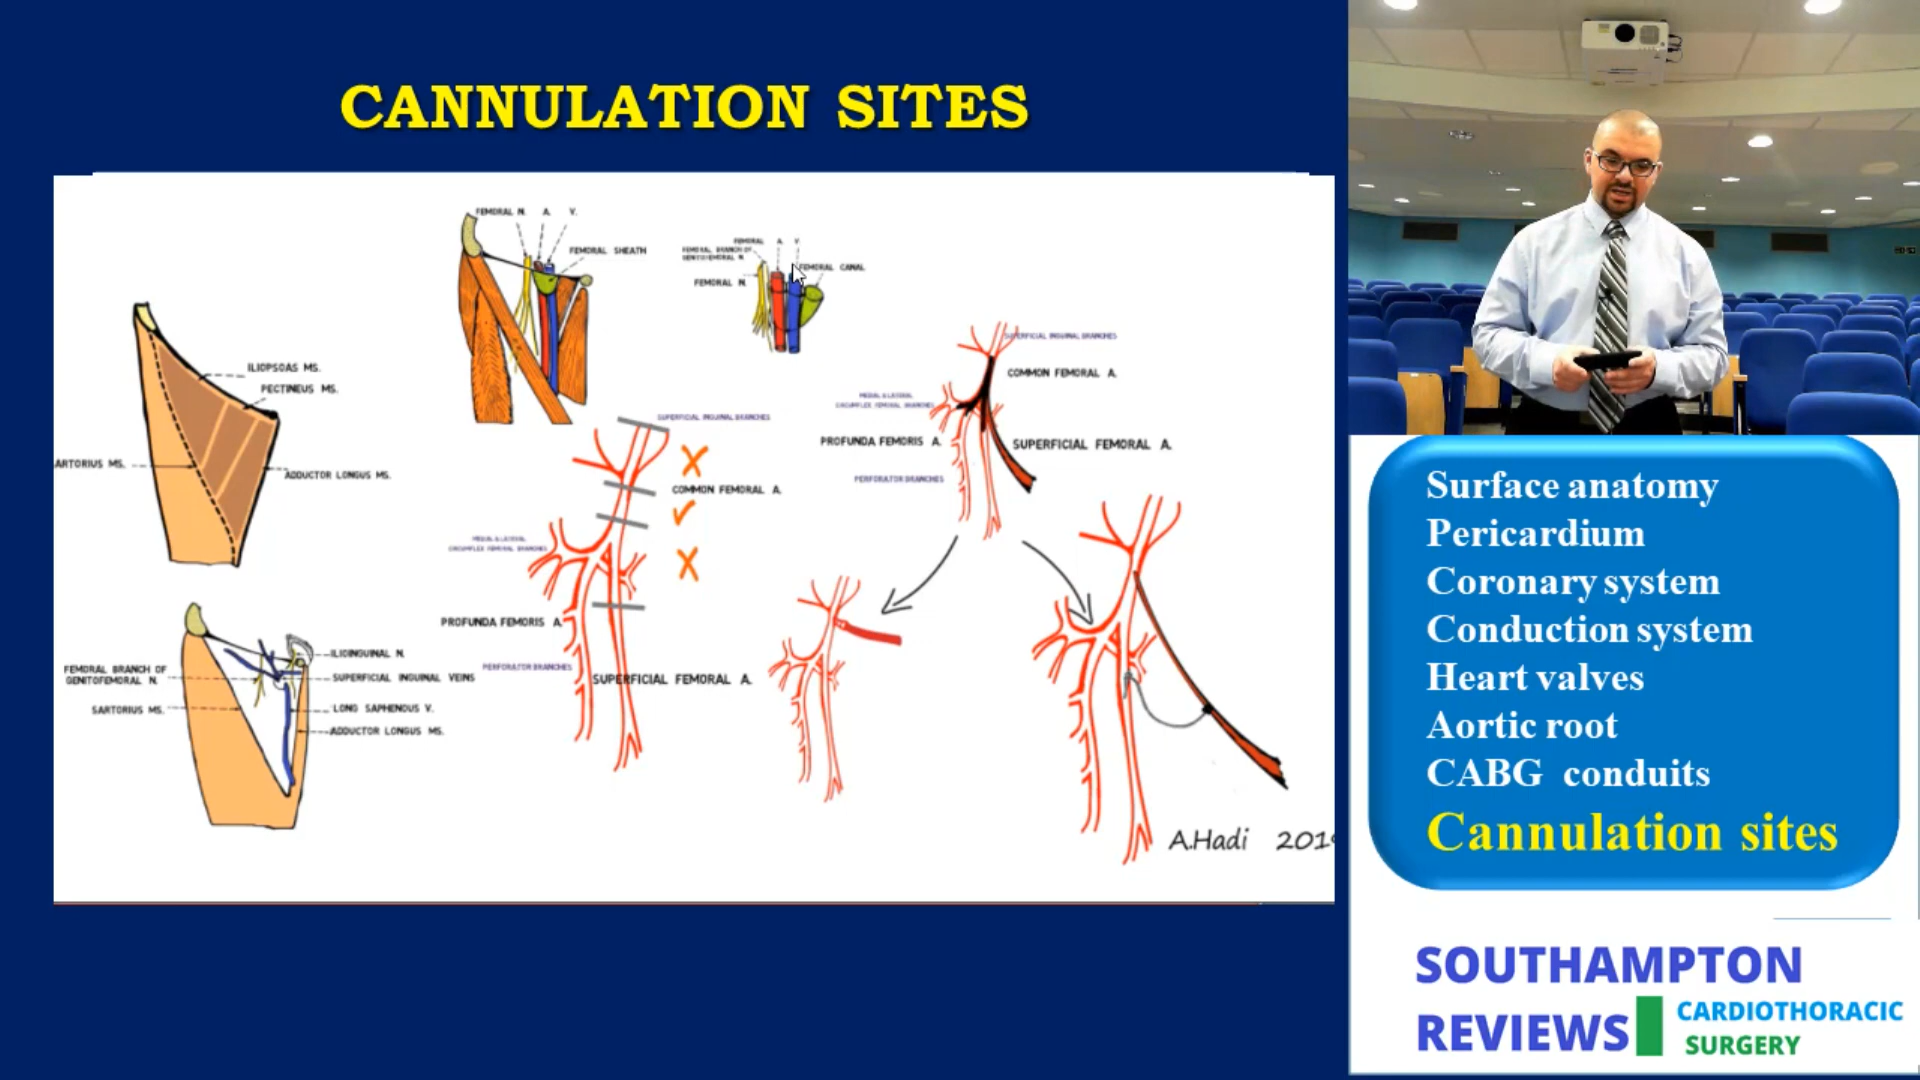 CANNULATION SITES
FEMORAL N. A. V.
FEMORAL SHEATH
FEMORAL A. V.
FEMORAL BRANCH OF
GENITOFEMORAL N.
FEMORAL CANAL
FEMORAL N.
ILIOPSOAS MS.
PECTINEUS MS.
ARTORIUS MS.
ADDUCTOR LONGUS MS.
SUPERFICIAL INGUINAL BRANCHES
COMMON FEMORAL A.
MEDIAL & LATERAL
CIRCUMFLEX FEMORAL BRANCHES
PROFUNDA FEMORIS A.
SUPERFICIAL FEMORAL A.
PERFORATOR BRANCHES
SUPERFICIAL INGUINAL BRANCHES
COMMON FEMORAL A.
MEDIAL & LATERAL
CIRCUMFLEX FEMORAL BRANCHES
PROFUNDA FEMORIS A.
PERFORATOR BRANCHES
SUPERFICIAL FEMORAL A.
ILIOINGUINAL N.
FEMORAL BRANCH OF
GENITOFEMORAL N.
SUPERFICIAL INGUINAL VEINS
SARTORIUS MS.
LONG SAPHENOUS V.
ADDUCTOR LONGUS MS.
A.Hadi 2019
Surface anatomy
Pericardium
Coronary system
Conduction system
Heart valves
Aortic root
CABG conduits
Cannulation sites
SOUTHAMPTON
REVIEWS
CARDIOTHORACIC
SURGERY